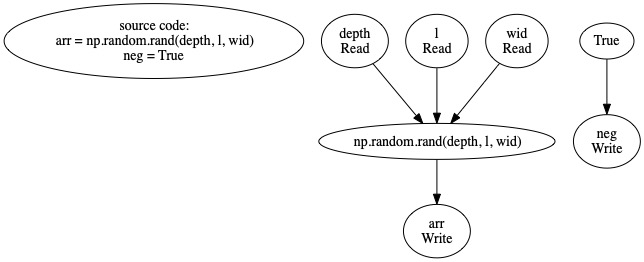 source code:
arr = np.random.rand(depth, l, wid)
neg = True
depth
Read
l
Read
wid
Read
True
np.random.rand(depth, l, wid)
neg
Write
arr
Write